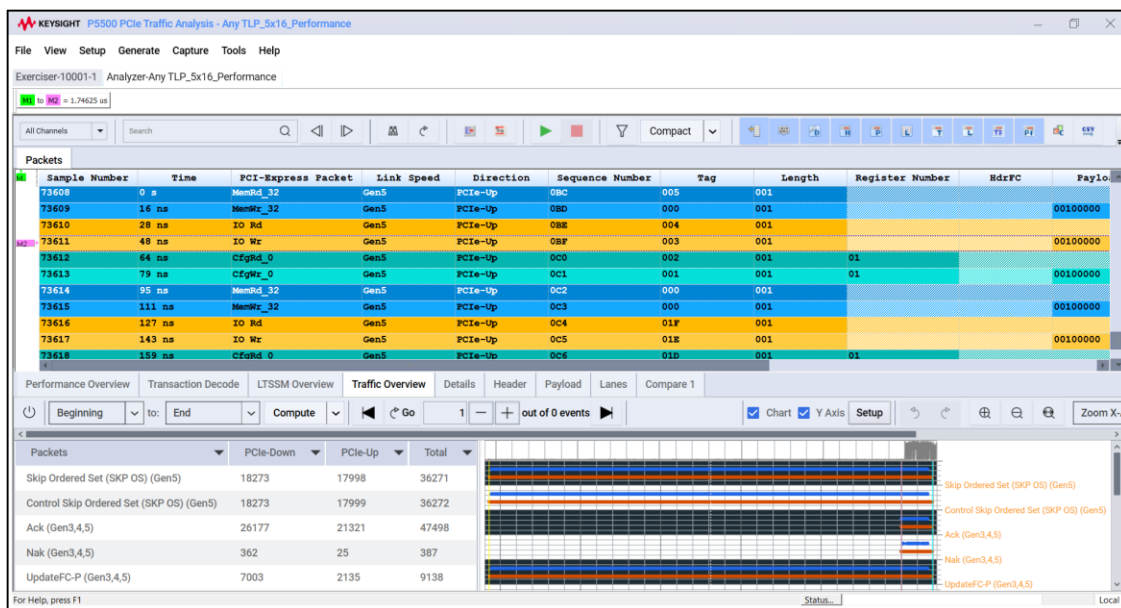 KEYSIGHT P5500 PCIe Traffic Analysis - Any TLP_5x16_Performance
File View Setup Generate Capture Tools Help
Exerciser-10001-1 Analyzer-Any TLP_5x16_Performance
M1 to M2 = 1.74625 us
All Channels Search Compact
Packets
Sample Number Time PCI-Express Packet Link Speed Direction Sequence Number Tag Length Register Number HdrFC Paylo
M1 73608 0 s MemRd_32 Gen5 PCIe-Up 0BC 005 001
73609 16 ns MemWr_32 Gen5 PCIe-Up 0BD 000 001 00100000
73610 28 ns IO Rd Gen5 PCIe-Up 0BE 004 001
M2 73611 48 ns IO Wr Gen5 PCIe-Up 0BF 003 001 00100000
73612 64 ns CfgRd_0 Gen5 PCIe-Up 0C0 002 001 01
73613 79 ns CfgWr_0 Gen5 PCIe-Up 0C1 001 001 01 00100000
73614 95 ns MemRd_32 Gen5 PCIe-Up 0C2 000 001
73615 111 ns MemWr_32 Gen5 PCIe-Up 0C3 000 001 00100000
73616 127 ns IO Rd Gen5 PCIe-Up 0C4 01F 001
73617 143 ns IO Wr Gen5 PCIe-Up 0C5 01E 001 00100000
73618 159 ns CfgRd_0 Gen5 PCIe-Up 0C6 01D 001 01
Performance Overview Transaction Decode LTSSM Overview Traffic Overview Details Header Payload Lanes Compare 1
Beginning to: End Compute Go 1 out of 0 events Chart Y Axis Setup Zoom X-
Packets PCIe-Down PCIe-Up Total
Skip Ordered Set (SKP OS) (Gen5) 18273 17998 36271
Skip Ordered Set (SKP OS) (Gen5)
Control Skip Ordered Set (SKP OS) (Gen5) 18273 17999 36272
Control Skip Ordered Set (SKP OS) (Gen5)
Ack (Gen3,4,5) 26177 21321 47498
Ack (Gen3,4,5)
Nak (Gen3,4,5) 362 25 387
Nak (Gen3,4,5)
UpdateFC-P (Gen3,4,5) 7003 2135 9138
UpdateFC-P (Gen3,4,5)
For Help, press F1 Status... Local